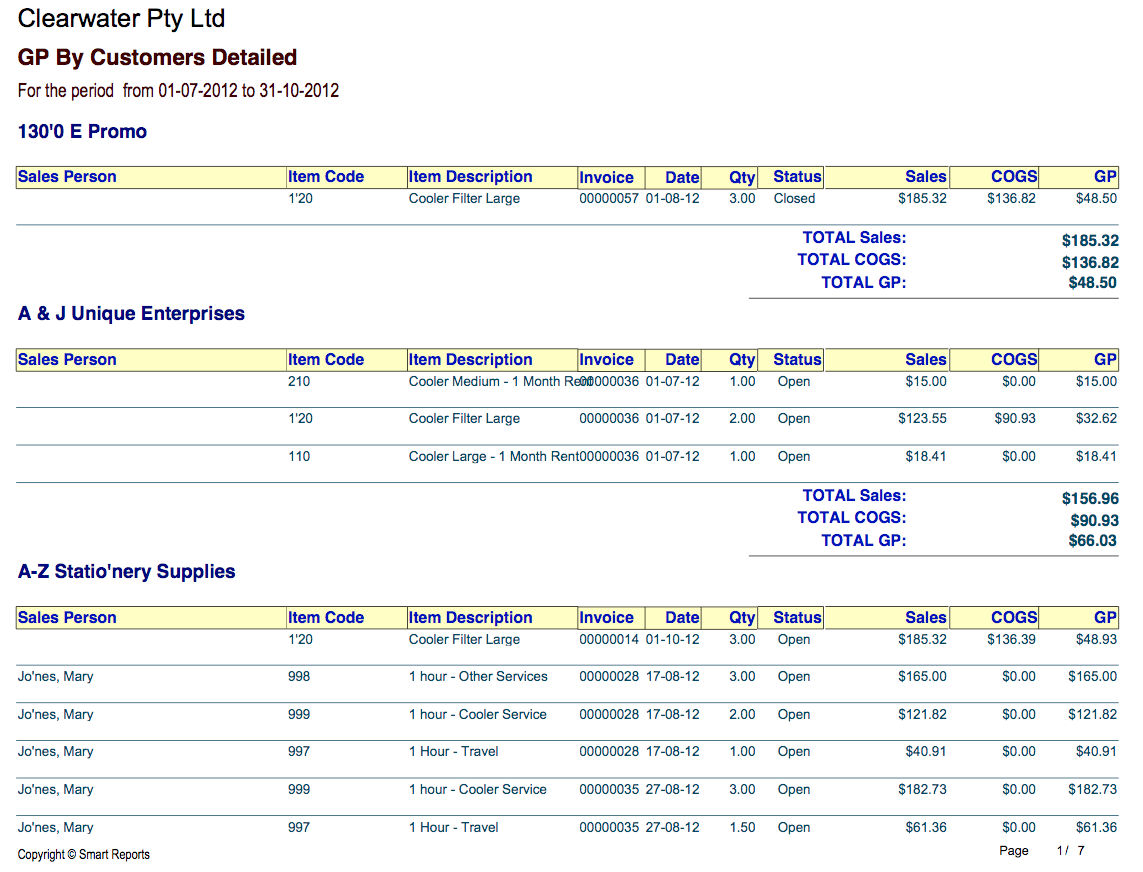 Clearwater Pty Ltd
GP By Customers Detailed
For the period from 01-07-2012 to 31-10-2012
130'0 E Promo
Sales Person Item Code Item Description Invoice Date Qty Status Sales COGS GP
1'20 Cooler Filter Large 00000057 01-08-12 3.00 Closed $185.32 $136.82 $48.50
TOTAL Sales: $185.32
TOTAL COGS: $136.82
TOTAL GP: $48.50
A & J Unique Enterprises
Sales Person Item Code Item Description Invoice Date Qty Status Sales COGS GP
210 Cooler Medium - 1 Month Rent 00000036 01-07-12 1.00 Open $15.00 $0.00 $15.00
1'20 Cooler Filter Large 00000036 01-07-12 2.00 Open $123.55 $90.93 $32.62
110 Cooler Large - 1 Month Rent 00000036 01-07-12 1.00 Open $18.41 $0.00 $18.41
TOTAL Sales: $156.96
TOTAL COGS: $90.93
TOTAL GP: $66.03
A-Z Statio'nery Supplies
Sales Person Item Code Item Description Invoice Date Qty Status Sales COGS GP
1'20 Cooler Filter Large 00000014 01-10-12 3.00 Open $185.32 $136.39 $48.93
Jo'nes, Mary 998 1 hour - Other Services 00000028 17-08-12 3.00 Open $165.00 $0.00 $165.00
Jo'nes, Mary 999 1 hour - Cooler Service 00000028 17-08-12 2.00 Open $121.82 $0.00 $121.82
Jo'nes, Mary 997 1 Hour - Travel 00000028 17-08-12 1.00 Open $40.91 $0.00 $40.91
Jo'nes, Mary 999 1 hour - Cooler Service 00000035 27-08-12 3.00 Open $182.73 $0.00 $182.73
Jo'nes, Mary 997 1 Hour - Travel 00000035 27-08-12 1.50 Open $61.36 $0.00 $61.36
Copyright © Smart Reports Page 1 / 7